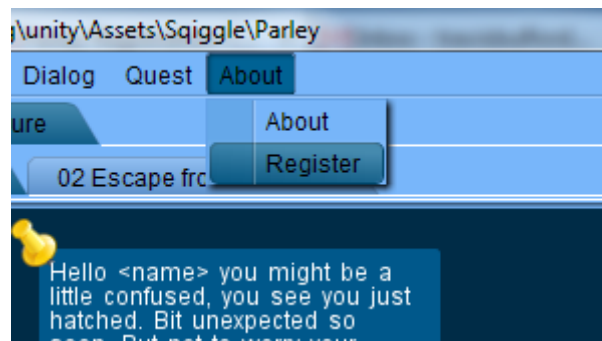 \unity\Assets\Sqiggle\Parley
Dialog Quest About
ure About
02 Escape fro Register
Hello <name> you might be a
little confused, you see you just
hatched. Bit unexpected so